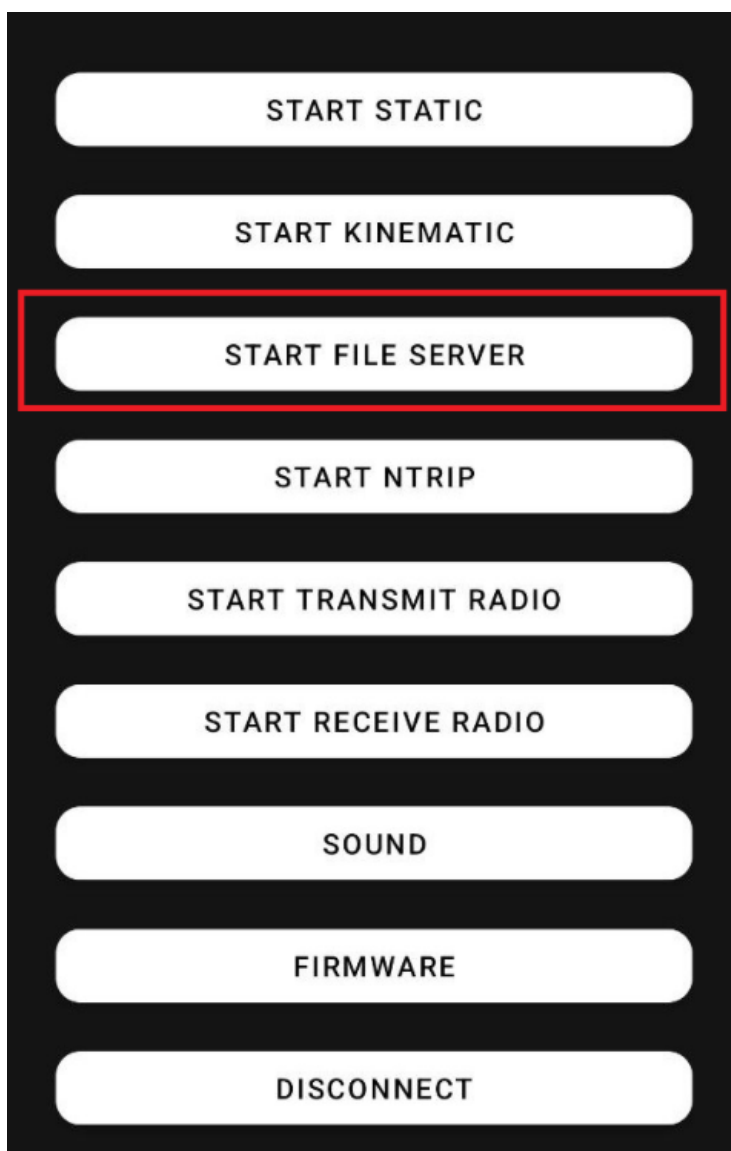 START STATIC
START KINEMATIC
START FILE SERVER
START NTRIP
START TRANSMIT RADIO
START RECEIVE RADIO
SOUND
FIRMWARE
DISCONNECT